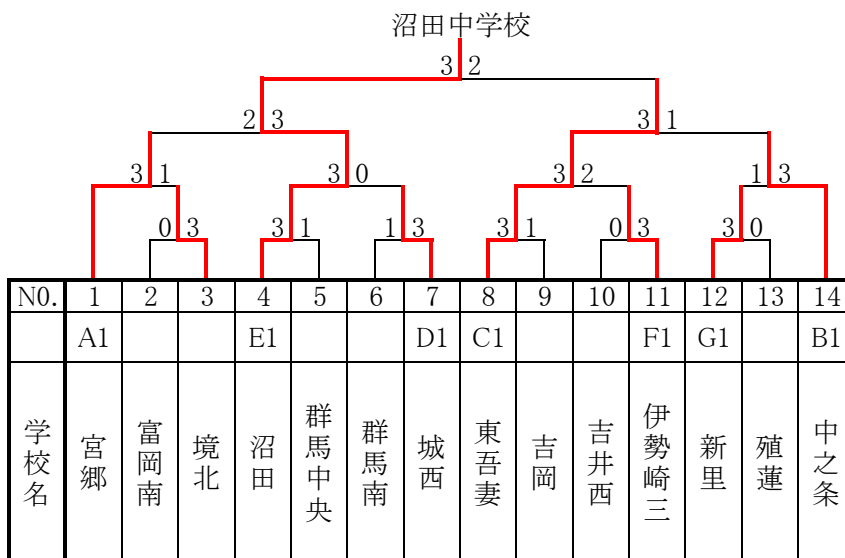 沼田中学校
3 2
2 3 3 1
3 1 3 0 3 2 1 3
0 3 3 1 1 3 3 1 0 3 3 0
N0. 1 2 3 4 5 6 7 8 9 10 11 12 13 14
A1 E1 D1 C1 F1 G1 B1
学校名 宮郷 富岡南 境北 沼田 群馬中央 群馬南 城西 東吾妻 吉岡 吉井西 伊勢崎三 新里 殖蓮 中之条